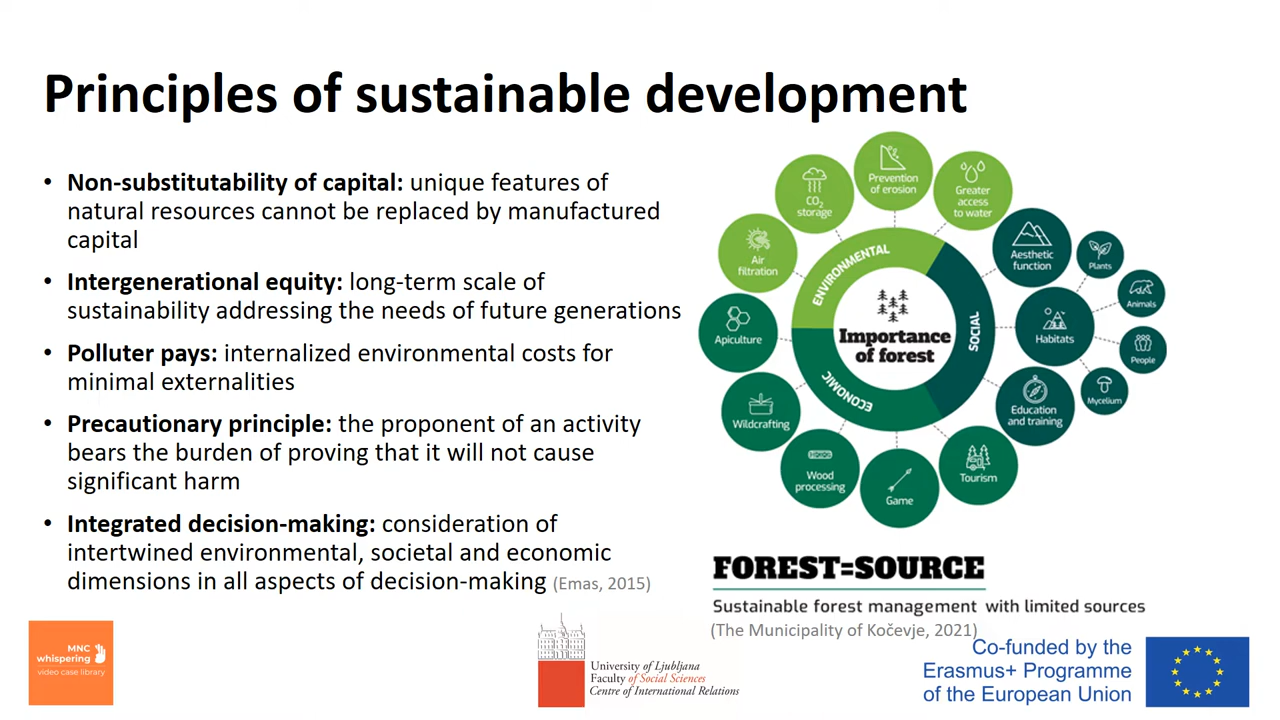 Principles of sustainable development
• Non-substitutability of capital: unique features of
natural resources cannot be replaced by manufactured
capital
• Intergenerational equity: long-term scale of
sustainability addressing the needs of future generations
• Polluter pays: internalized environmental costs for
minimal externalities
• Precautionary principle: the proponent of an activity
bears the burden of proving that it will not cause
significant harm
• Integrated decision-making: consideration of
intertwined environmental, societal and economic
dimensions in all aspects of decision-making (Emas, 2015)
Prevention
of erosion
CO₂
storage
Greater
access
to water
Air
filtration
Aesthetic
function
Plants
Animals
Apiculture
Habitats
People
Mycelium
Wildcrafting
Education
and training
Wood
processing
Game
Tourism
ENVIRONMENTAL
SOCIAL
ECONOMIC
Importance
of forest
FOREST=SOURCE
Sustainable forest management with limited sources
(The Municipality of Kočevje, 2021)
MNC
whispering
video case library
University of Ljubljana
Faculty of Social Sciences
Centre of International Relations
Co-funded by the
Erasmus+ Programme
of the European Union